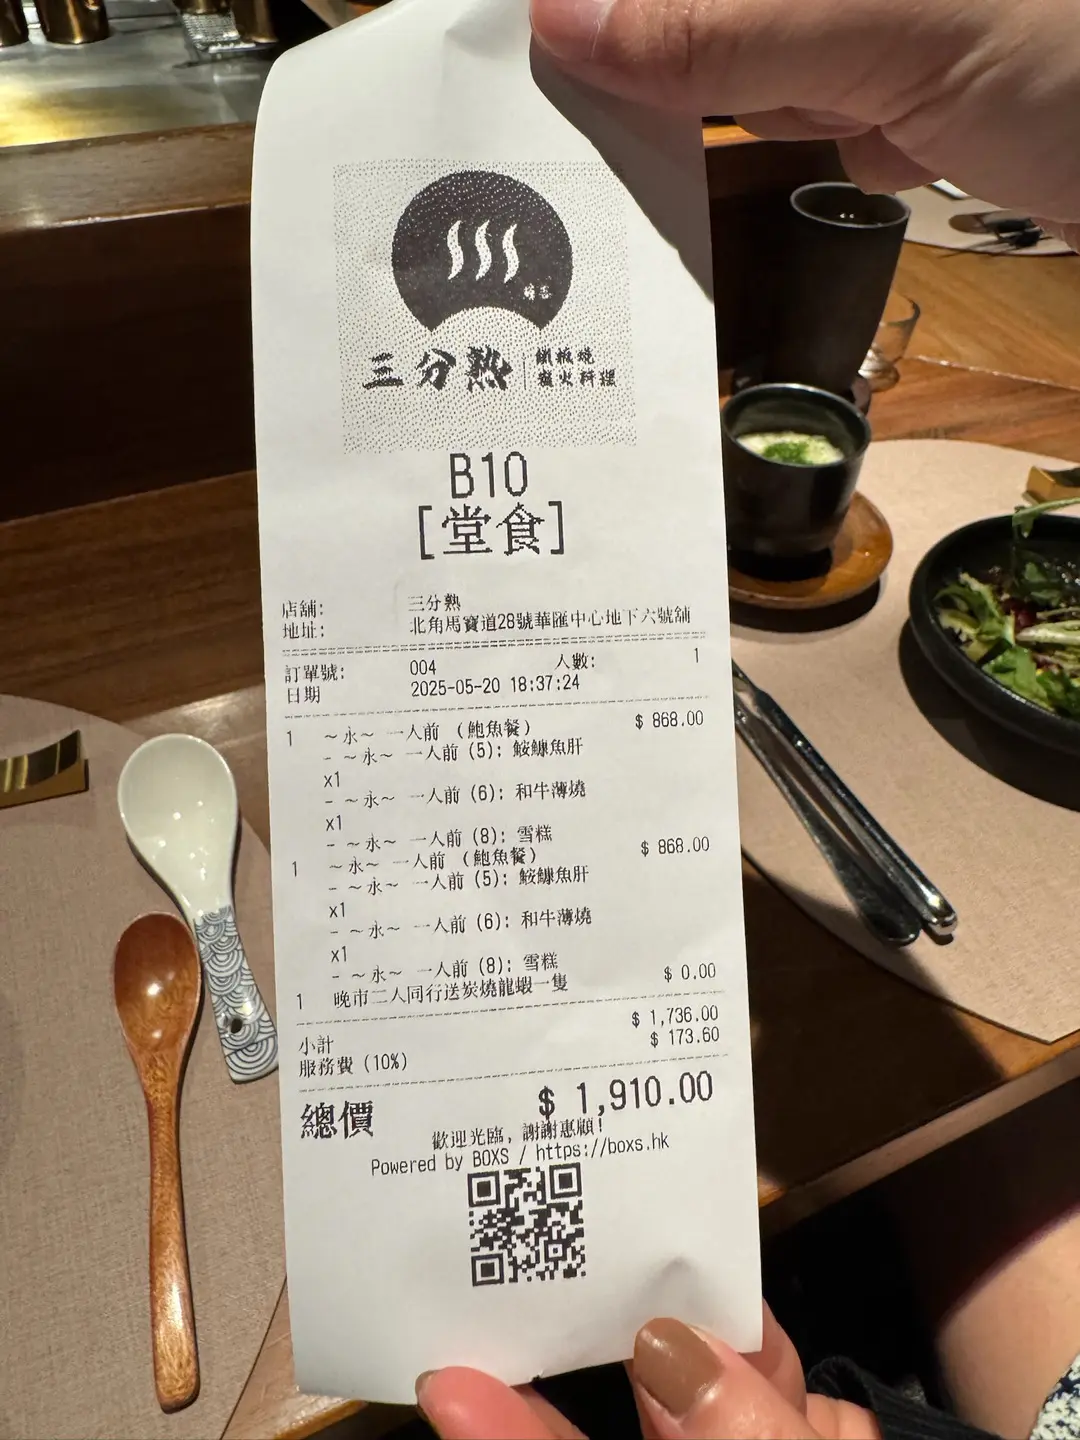 三分熟
鐵板燒
爐火料理
B10
[堂食]
店舖: 三分熟
地址: 北角馬寶道28號華匯中心地下六號舖
訂單號: 004 人數: 1
日期 2025-05-20 18:37:24
1 ～永～ 一人前 (鮑魚餐) $ 868.00
- ～永～ 一人前 (5): 鮟鱇魚肝
x1
- ～永～ 一人前 (6): 和牛薄燒
x1
- ～永～ 一人前 (8): 雪糕
1 ～永～ 一人前 (鮑魚餐) $ 868.00
- ～永～ 一人前 (5): 鮟鱇魚肝
x1
- ～永～ 一人前 (6): 和牛薄燒
x1
- ～永～ 一人前 (8): 雪糕
1 晚市二人同行送炭燒龍蝦一隻 $ 0.00
小計 $ 1,736.00
服務費 (10%) $ 173.60
總價 $ 1,910.00
歡迎光臨, 謝謝惠顧!
Powered by BOXS / https://boxs.hk